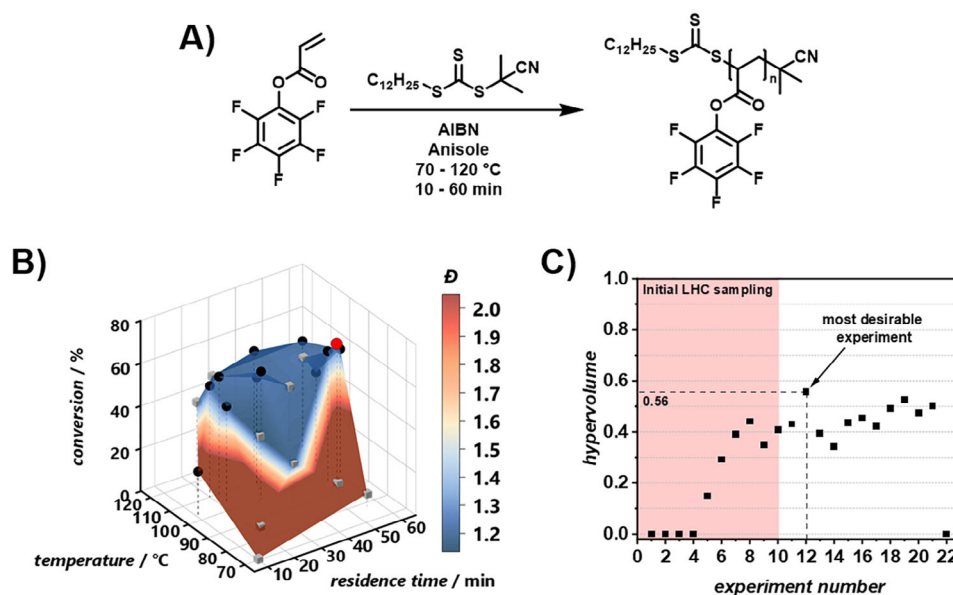 A)
O
O
F
F
F
F
F
C12H25
S
S
S
CN
AIBN
Anisole
70 - 120 °C
10 - 60 min
C12H25
S
S
S
n
CN
O
O
F
F
F
F
F
B)
Đ
2.0
1.9
1.8
1.7
1.6
1.5
1.4
1.3
1.2
conversion / %
80
60
40
20
0
temperature / °C
120
110
100
90
80
70
residence time / min
10
20
30
40
50
60
C)
Initial LHC sampling
most desirable
experiment
0.56
hypervolume
1.0
0.8
0.6
0.4
0.2
0.0
0 2 4 6 8 10 12 14 16 18 20 22
experiment number